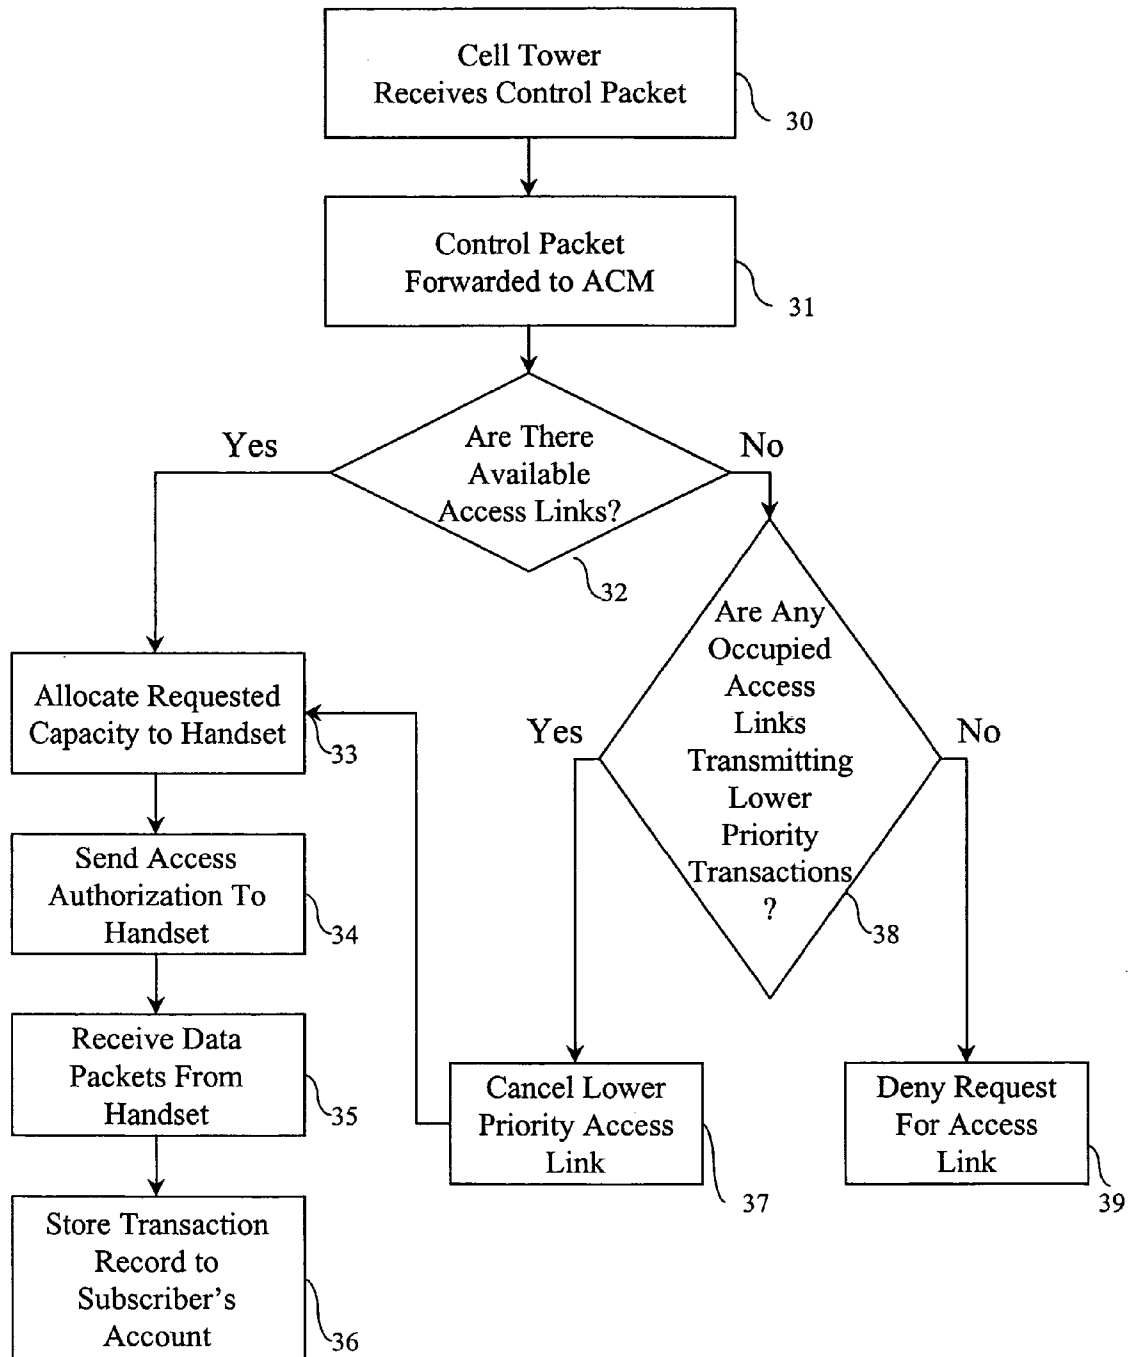 Cell Tower
Receives Control Packet
30
Control Packet
Forwarded to ACM
31
Are There
Available
Access Links?
32
Yes
No
Are Any
Occupied
Access
Links
Transmitting
Lower
Priority
Transactions
?
38
Yes
No
Allocate Requested
Capacity to Handset
33
Send Access
Authorization To
Handset
34
Receive Data
Packets From
Handset
35
Store Transaction
Record to
Subscriber's
Account
36
Cancel Lower
Priority Access
Link
37
Deny Request
For Access
Link
39